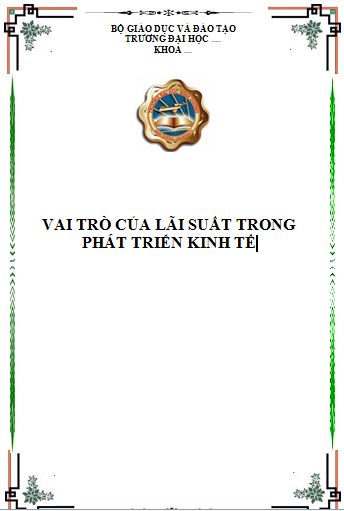 BỘ GIÁO DỤC VÀ ĐÀO TẠO
TRƯỜNG ĐẠI HỌC .....
KHOA ....
VAI TRÒ CỦA LÃI SUẤT TRONG
PHÁT TRIỂN KINH TẾ